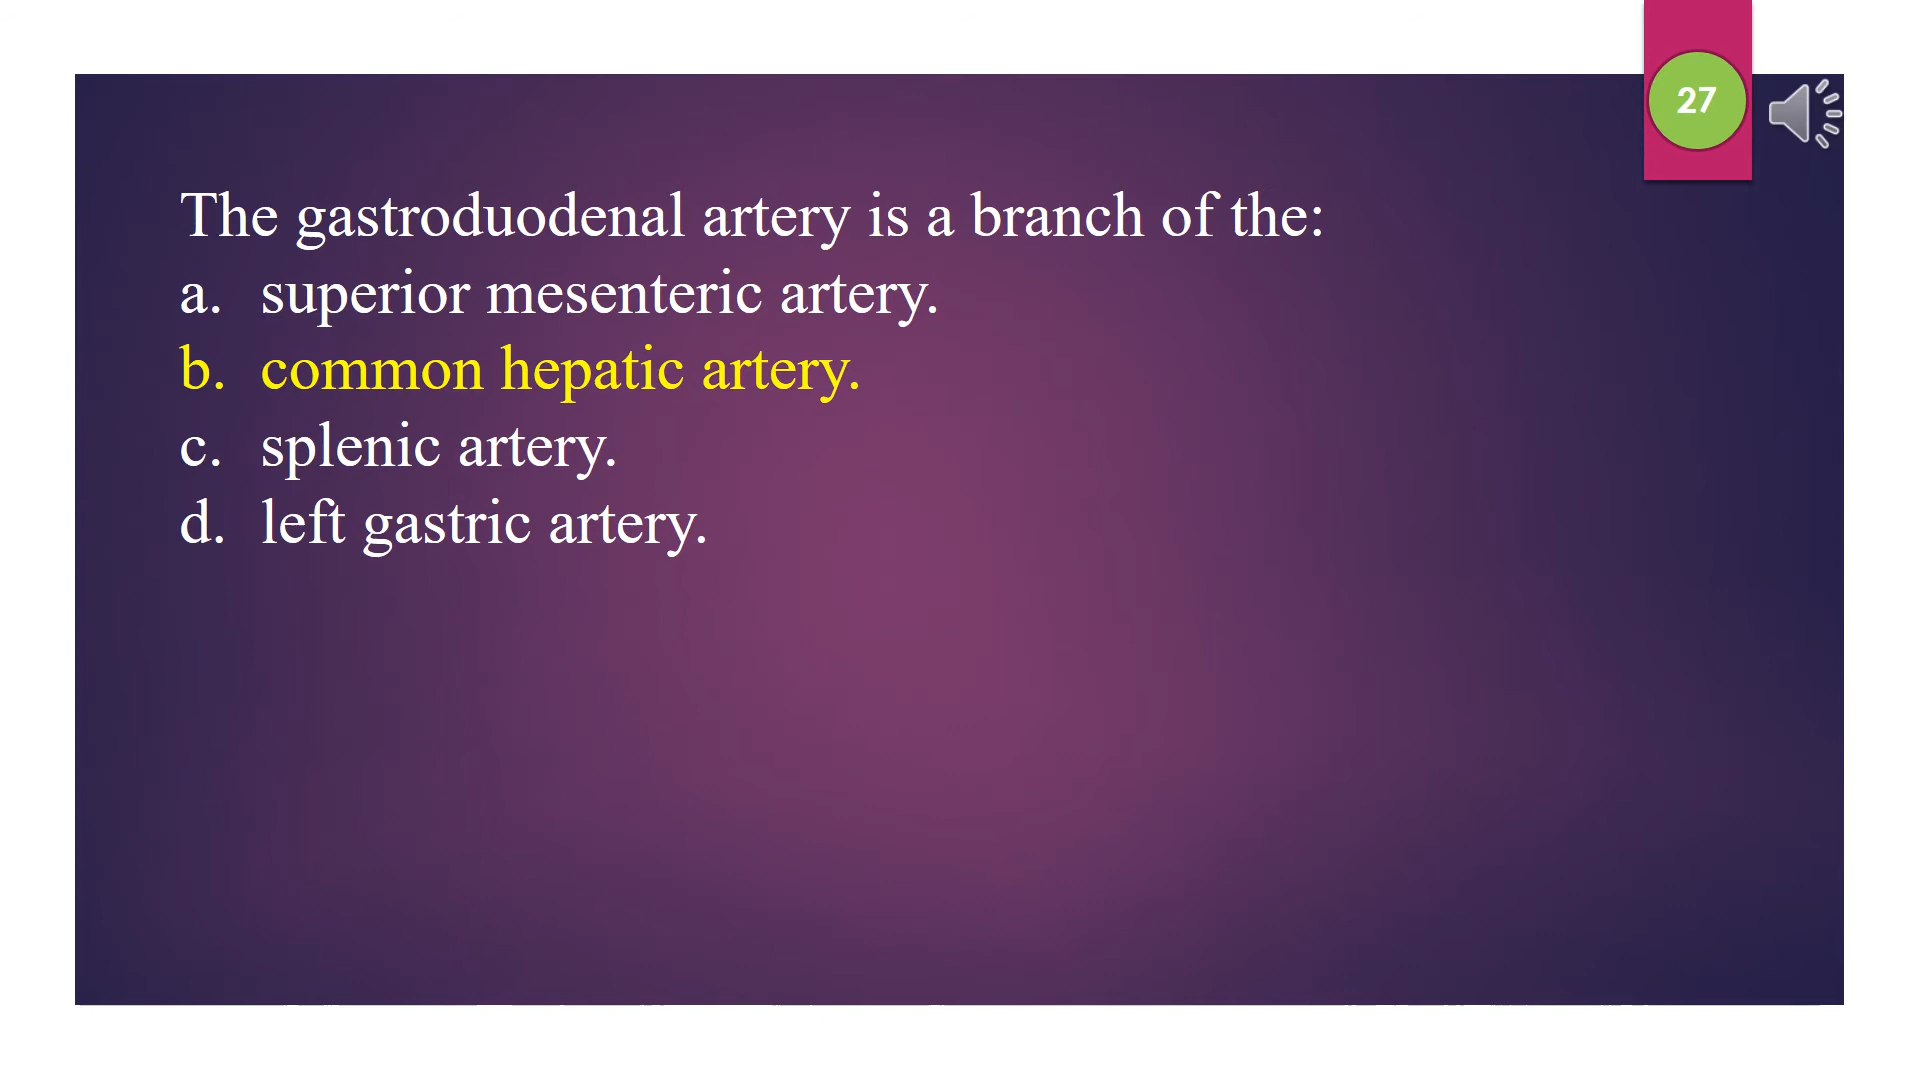 27
The gastroduodenal artery is a branch of the:
a. superior mesenteric artery.
b. common hepatic artery.
c. splenic artery.
d. left gastric artery.